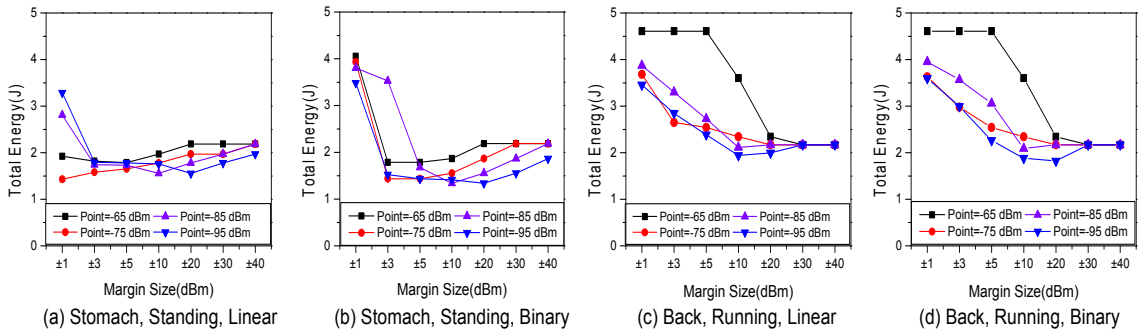 5
4
3
2
1
0
Total Energy(J)
Point=-65 dBm
Point=-85 dBm
Point=-75 dBm
Point=-95 dBm
±1
±3
±5
±10
±20
±30
±40
Margin Size(dBm)
(a) Stomach, Standing, Linear
5
4
3
2
1
0
Total Energy(J)
Point=-65 dBm
Point=-85 dBm
Point=-75 dBm
Point=-95 dBm
±1
±3
±5
±10
±20
±30
±40
Margin Size(dBm)
(b) Stomach, Standing, Binary
5
4
3
2
1
0
Total Energy(J)
Point=-65 dBm
Point=-85 dBm
Point=-75 dBm
Point=-95 dBm
±1
±3
±5
±10
±20
±30
±40
Margin Size(dBm)
(c) Back, Running, Linear
5
4
3
2
1
0
Total Energy(J)
Point=-65 dBm
Point=-85 dBm
Point=-75 dBm
Point=-95 dBm
±1
±3
±5
±10
±20
±30
±40
Margin Size(dBm)
(d) Back, Running, Binary